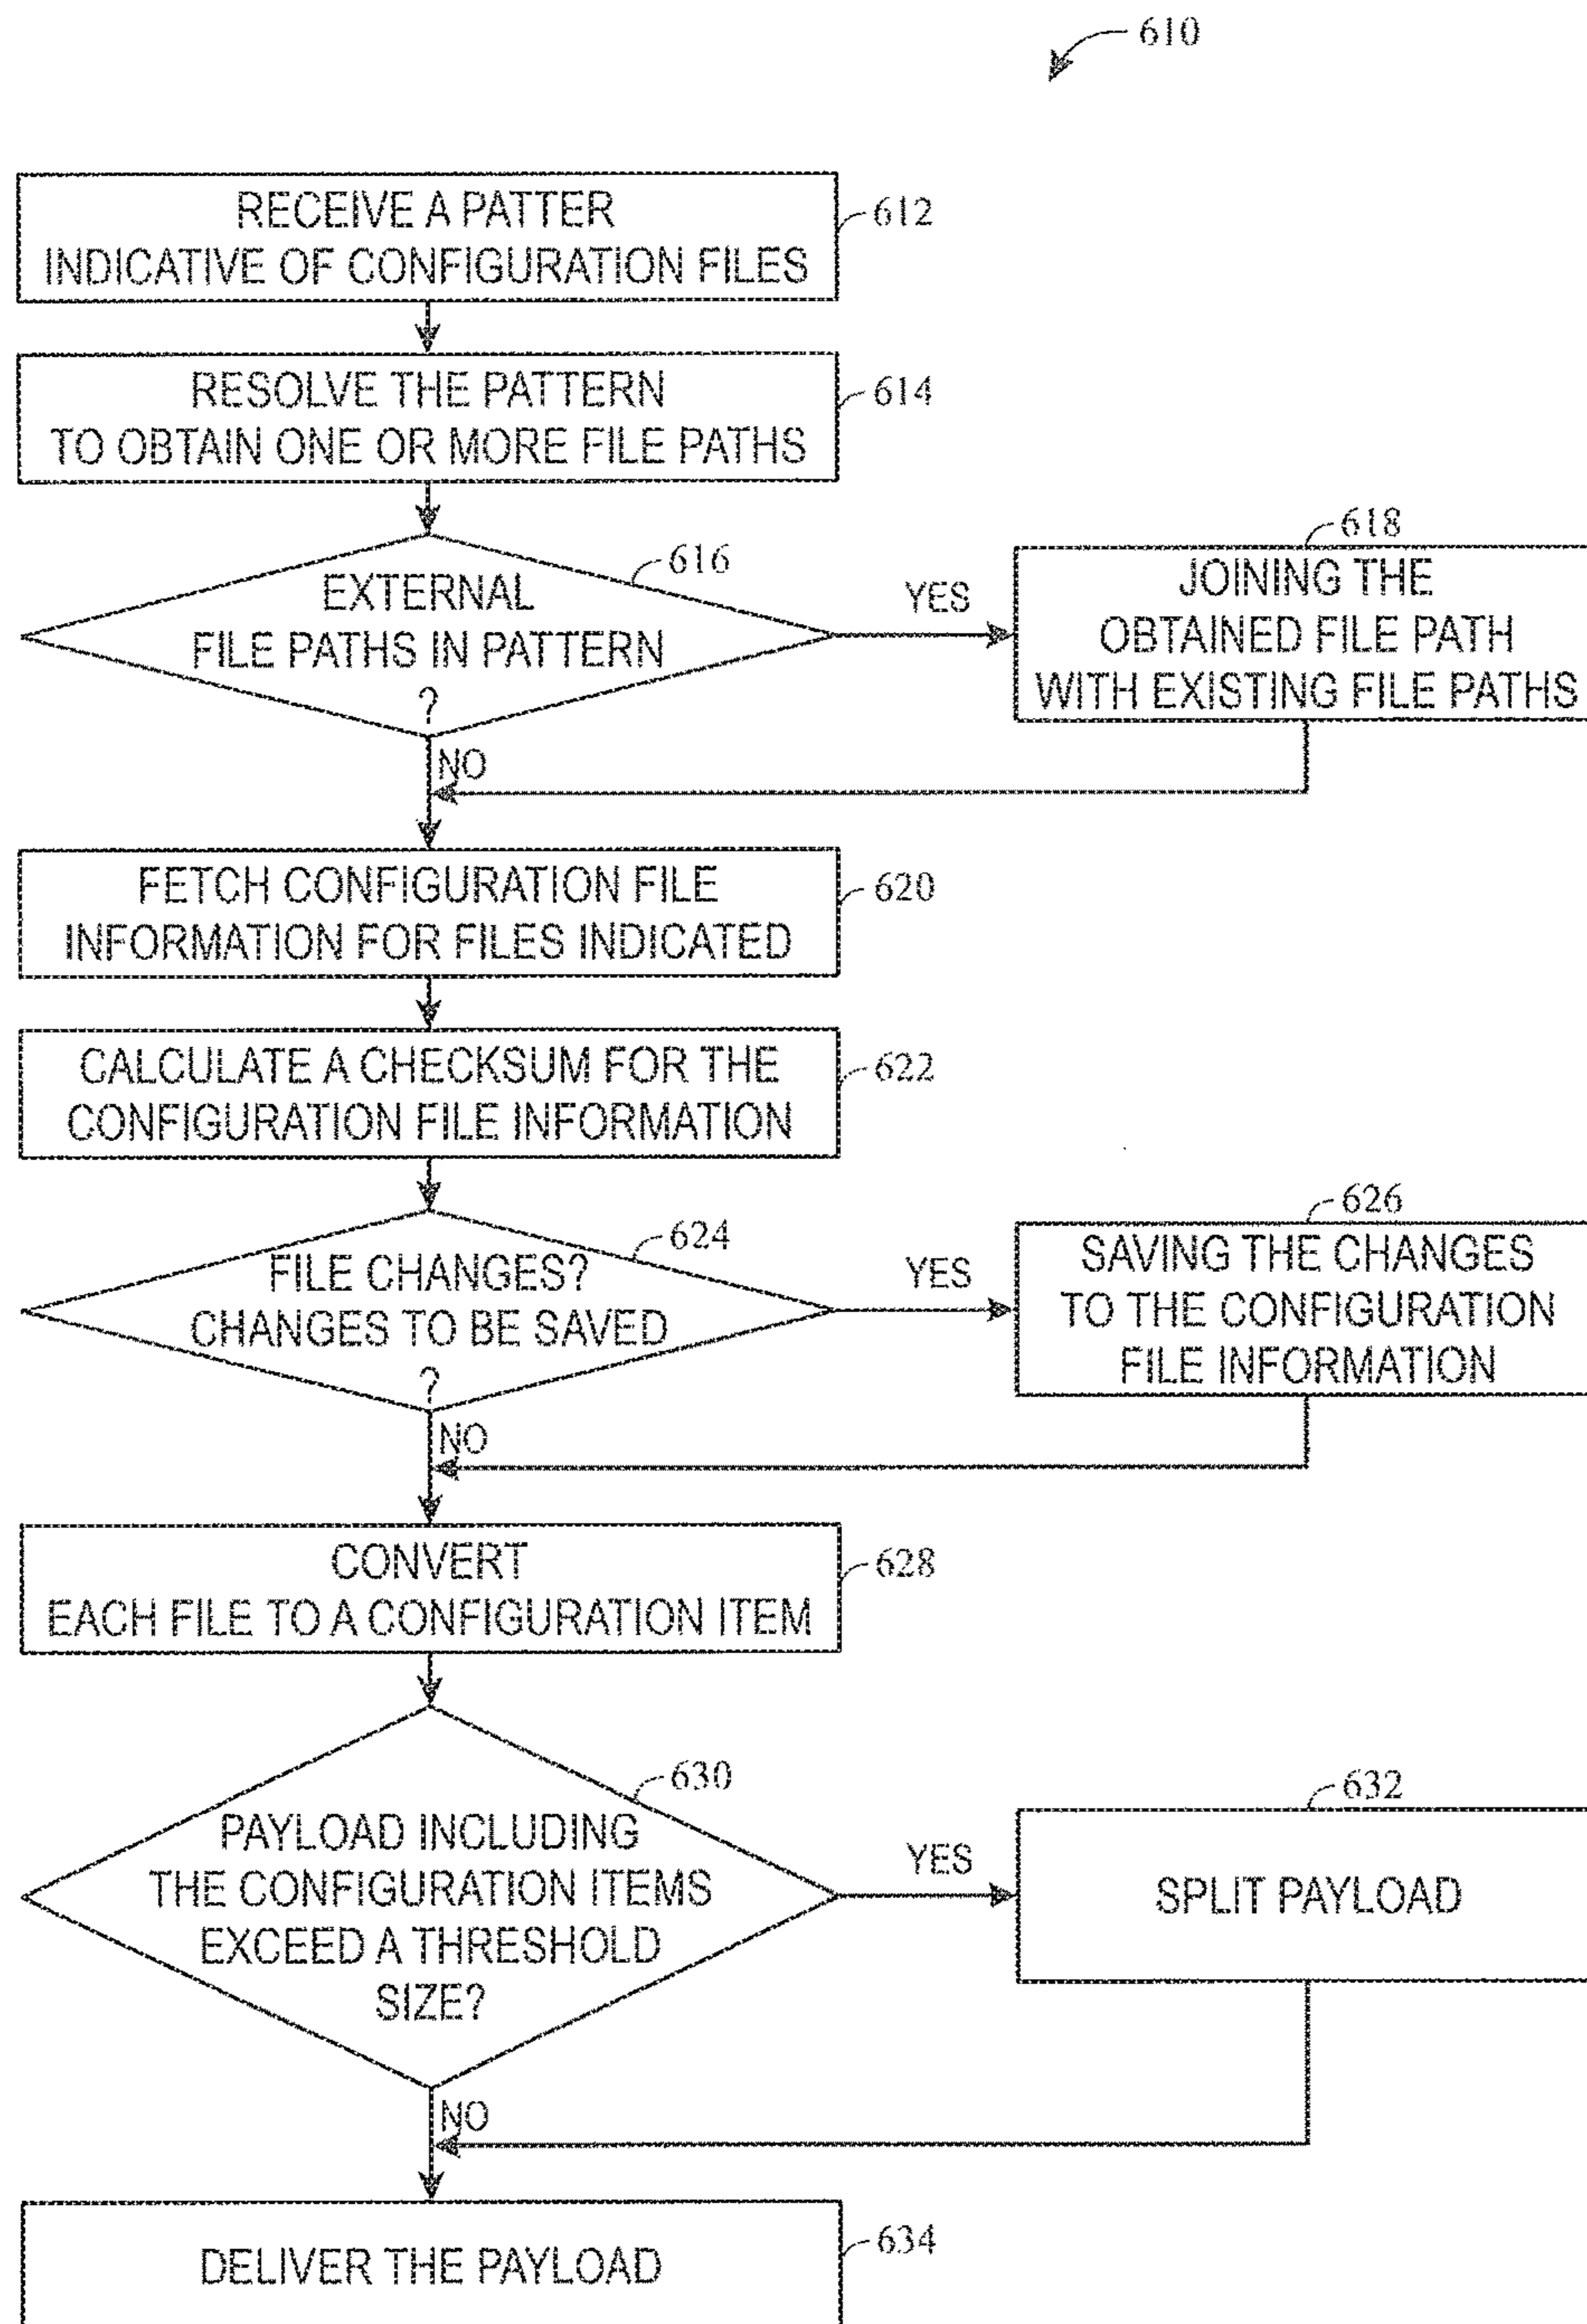 610
RECEIVE A PATTER
INDICATIVE OF CONFIGURATION FILES
612
RESOLVE THE PATTERN
TO OBTAIN ONE OR MORE FILE PATHS
614
EXTERNAL
FILE PATHS IN PATTERN
?
616
YES
618
JOINING THE
OBTAINED FILE PATH
WITH EXISTING FILE PATHS
NO
FETCH CONFIGURATION FILE
INFORMATION FOR FILES INDICATED
620
CALCULATE A CHECKSUM FOR THE
CONFIGURATION FILE INFORMATION
622
FILE CHANGES?
CHANGES TO BE SAVED
?
624
YES
626
SAVING THE CHANGES
TO THE CONFIGURATION
FILE INFORMATION
NO
CONVERT
EACH FILE TO A CONFIGURATION ITEM
628
PAYLOAD INCLUDING
THE CONFIGURATION ITEMS
EXCEED A THRESHOLD
SIZE?
630
YES
632
SPLIT PAYLOAD
NO
DELIVER THE PAYLOAD
634